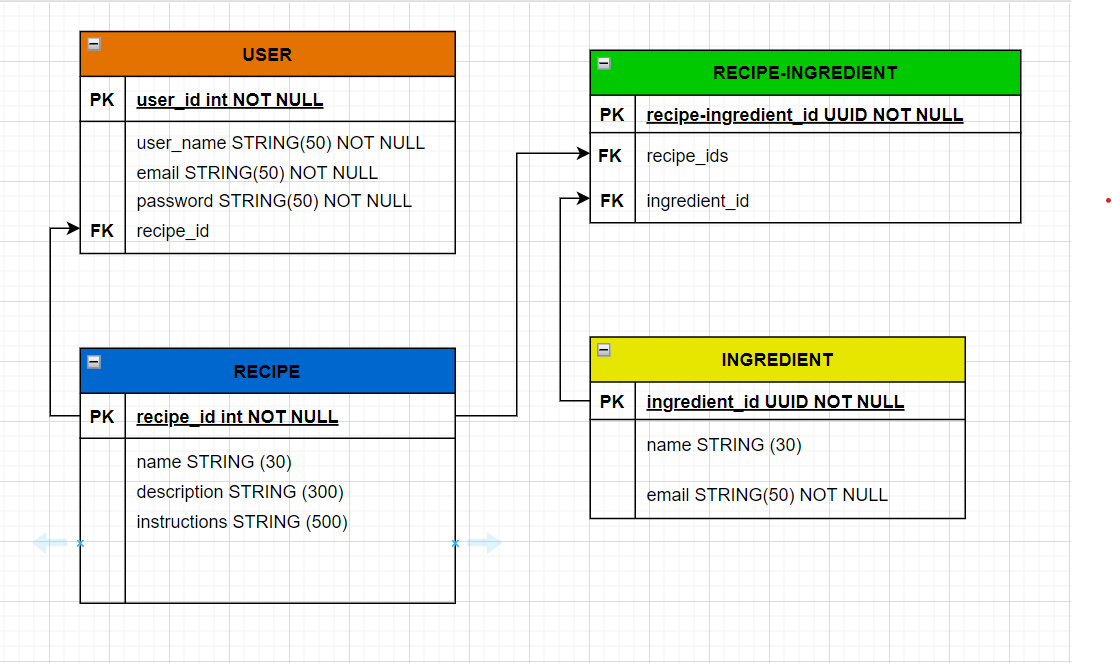 USER
PK user_id int NOT NULL
user_name STRING(50) NOT NULL
email STRING(50) NOT NULL
password STRING(50) NOT NULL
FK recipe_id
RECIPE-INGREDIENT
PK recipe-ingredient_id UUID NOT NULL
FK recipe_ids
FK ingredient_id
RECIPE
PK recipe_id int NOT NULL
name STRING (30)
description STRING (300)
instructions STRING (500)
INGREDIENT
PK ingredient_id UUID NOT NULL
name STRING (30)
email STRING(50) NOT NULL